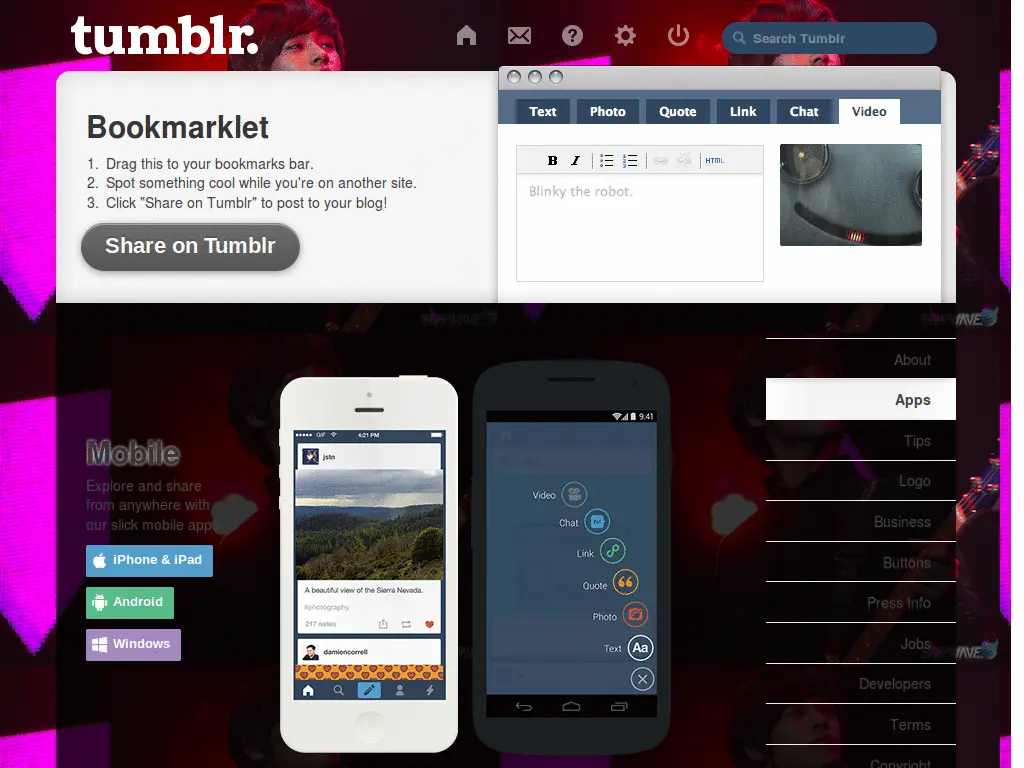 tumblr.
Search Tumblr
Bookmarklet
1. Drag this to your bookmarks bar.
2. Spot something cool while you're on another site.
3. Click "Share on Tumblr" to post to your blog!
Share on Tumblr
Text Photo Quote Link Chat Video
B I HTML
Blinky the robot.
Mobile
Explore and share
from anywhere with
our slick mobile apps
iPhone & iPad
Android
Windows
GIF 4:21 PM
jstn
A beautiful view of the Sierra Nevada.
#photography
217 notes
damiencorrell
9:41
Video
Chat
Link
Quote
Photo
Text Aa
About
Apps
Tips
Logo
Business
Buttons
Press Info
Jobs
Developers
Terms
Copyright